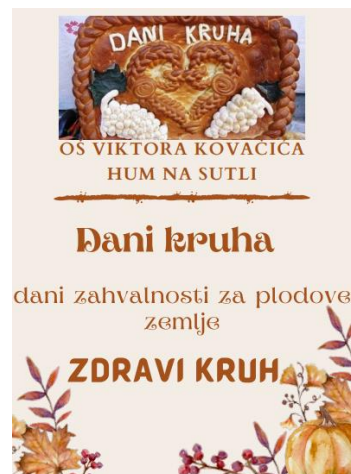 DANI KRUHA
OŠ VIKTORA KOVAČIĆA
HUM NA SUTLI
Dani kruha
dani zahvalnosti za plodove
zemlje
ZDRAVI KRUH